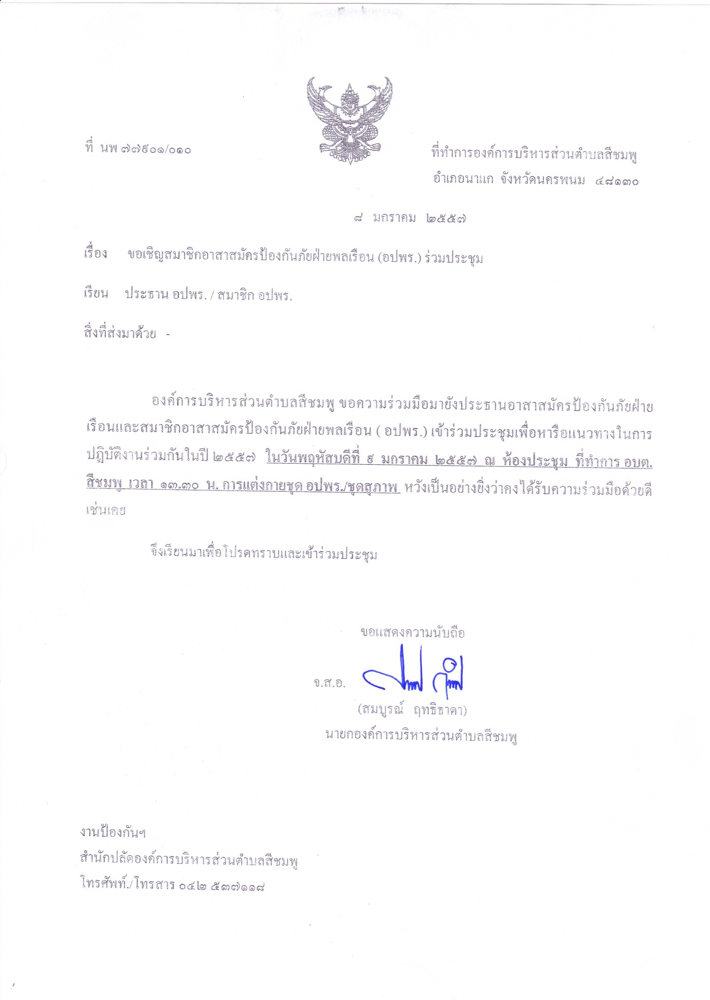 ที่ นพ ๗๗๙๐๑/๐๑๐
ที่ทำการองค์การบริหารส่วนตำบลสีชมพู
อำเภอนาแก จังหวัดนครพนม ๔๘๑๓๐
๘ มกราคม ๒๕๕๗
เรื่อง ขอเชิญสมาชิกอาสาสมัครป้องกันภัยฝ่ายพลเรือน (อปพร.) ร่วมประชุม
เรียน ประธาน อปพร. / สมาชิก อปพร.
สิ่งที่ส่งมาด้วย -
องค์การบริหารส่วนตำบลสีชมพู ขอความร่วมมือมายังประธานอาสาสมัครป้องกันภัยฝ่าย
เรือนและสมาชิกอาสาสมัครป้องกันภัยฝ่ายพลเรือน ( อปพร.) เข้าร่วมประชุมเพื่อหารือแนวทางในการ
ปฏิบัติงานร่วมกันในปี ๒๕๕๗ ในวันพฤหัสบดีที่ ๙ มกราคม ๒๕๕๗ ณ ห้องประชุม ที่ทำการ อบต.
สีชมพู เวลา ๑๓.๓๐ น. การแต่งกายชุด อปพร./ชุดสุภาพ หวังเป็นอย่างยิ่งว่าคงได้รับความร่วมมือด้วยดี
เช่นเคย
จึงเรียนมาเพื่อโปรดทราบและเข้าร่วมประชุม
ขอแสดงความนับถือ
จ.ส.อ.
(สมบูรณ์ ฤทธิธาดา)
นายกองค์การบริหารส่วนตำบลสีชมพู
งานป้องกันฯ
สำนักปลัดองค์การบริหารส่วนตำบลสีชมพู
โทรศัพท์./โทรสาร ๐๔๒ ๕๓๗๑๑๘